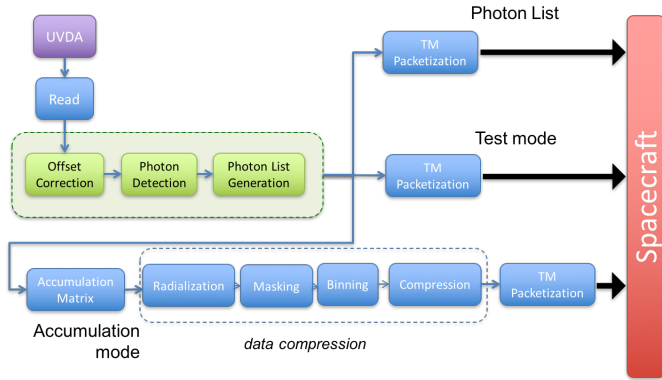 Photon List
UVDA
TM
Packetization
Read
Test mode
Offset
Correction
Photon
Detection
Photon List
Generation
TM
Packetization
Spacecraft
Accumulation
Matrix
Radialization
Masking
Binning
Compression
TM
Packetization
Accumulation
mode
data compression